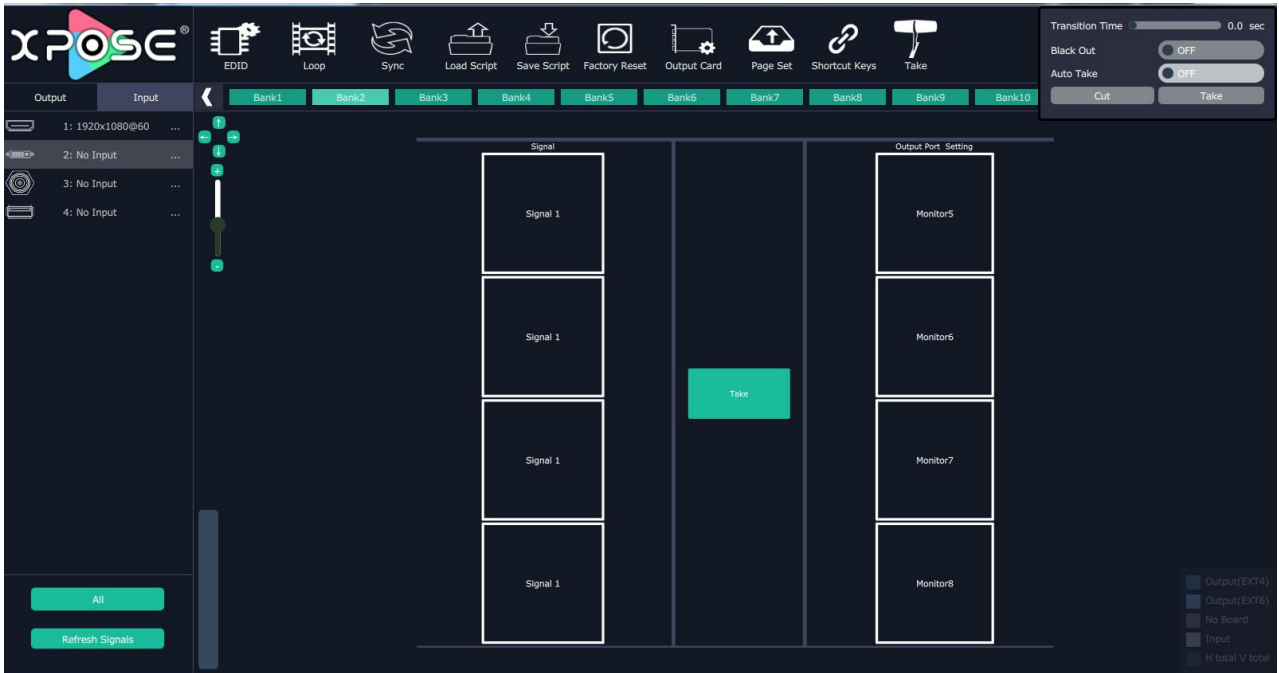 XPOSE®
EDID
Loop
Sync
Load Script
Save Script
Factory Reset
Output Card
Page Set
Shortcut Keys
Take
Transition Time 0.0 sec
Black Out OFF
Auto Take OFF
Cut Take
Output Input
Bank1 Bank2 Bank3 Bank4 Bank5 Bank6 Bank7 Bank8 Bank9 Bank10
1: 1920x1080@60 ...
2: No Input ...
3: No Input ...
4: No Input ...
All
Refresh Signals
Signal
Signal 1
Signal 1
Signal 1
Signal 1
Take
Output Port Setting
Monitor5
Monitor6
Monitor7
Monitor8
Output(EXT4)
Output(EXT6)
No Board
Input
H total V total